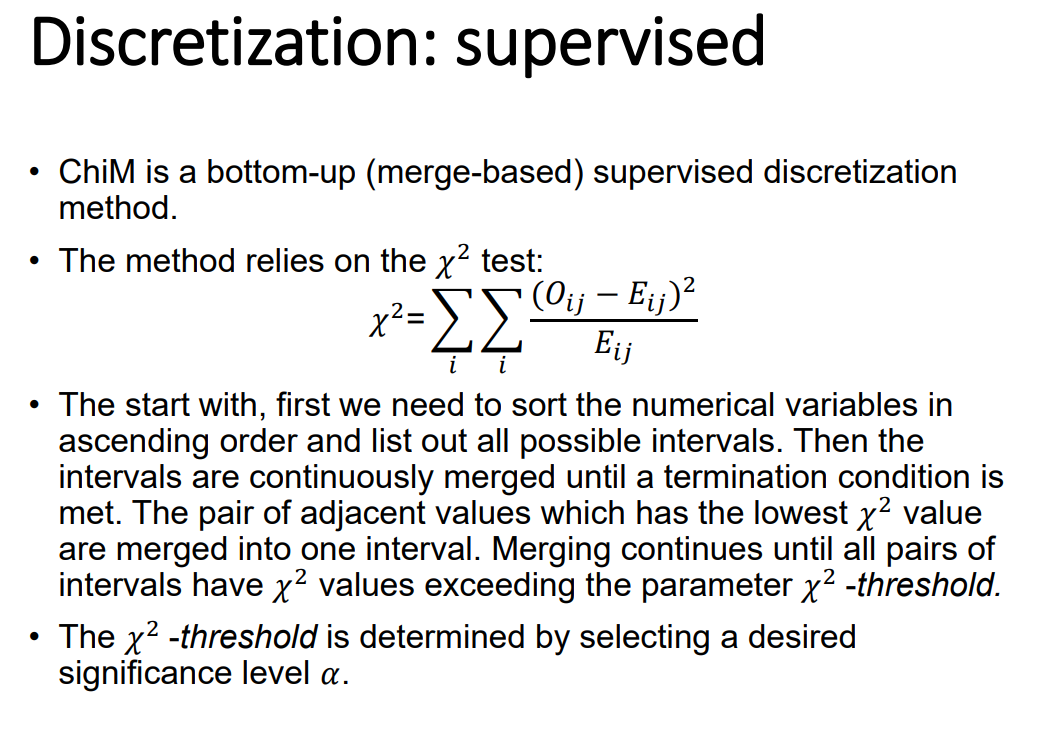 Discretization: supervised
• ChiM is a bottom-up (merge-based) supervised discretization
method.
• The method relies on the χ² test:
χ²=∑ᵢ∑ᵢ (Oᵢⱼ − Eᵢⱼ)² / Eᵢⱼ
• The start with, first we need to sort the numerical variables in
ascending order and list out all possible intervals. Then the
intervals are continuously merged until a termination condition is
met. The pair of adjacent values which has the lowest χ² value
are merged into one interval. Merging continues until all pairs of
intervals have χ² values exceeding the parameter χ² -threshold.
• The χ² -threshold is determined by selecting a desired
significance level α.